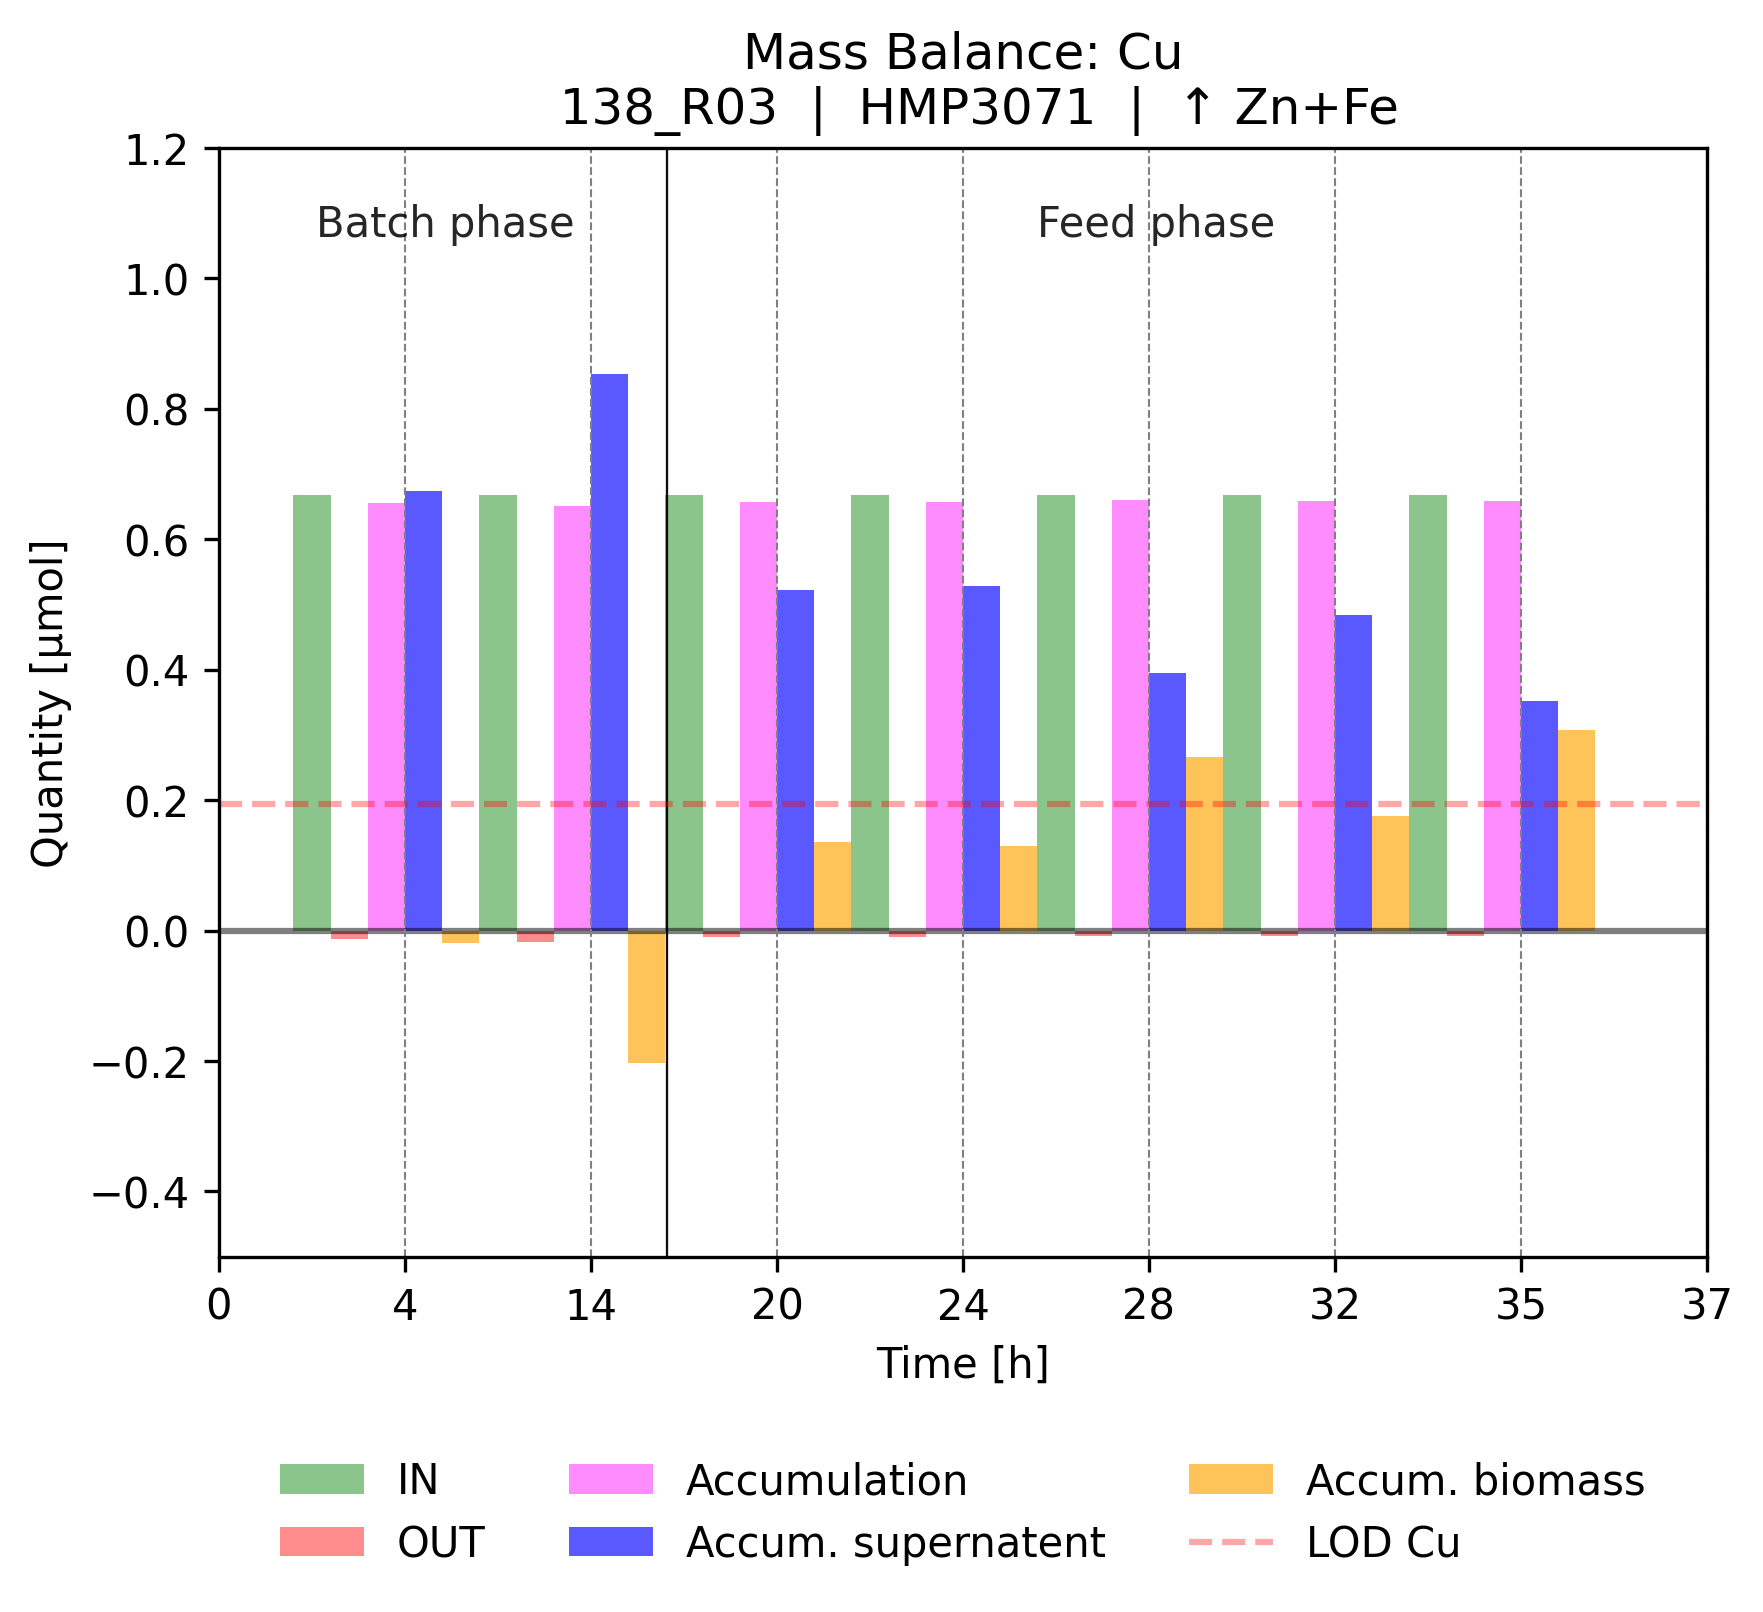 Mass Balance: Cu
138_R03 | HMP3071 | ↑ Zn+Fe
1.2
1.0
0.8
0.6
0.4
0.2
0.0
−0.2
−0.4
Quantity [µmol]
Batch phase
Feed phase
0 4 14 20 24 28 32 35 37
Time [h]
IN
OUT
Accumulation
Accum. supernatent
Accum. biomass
LOD Cu